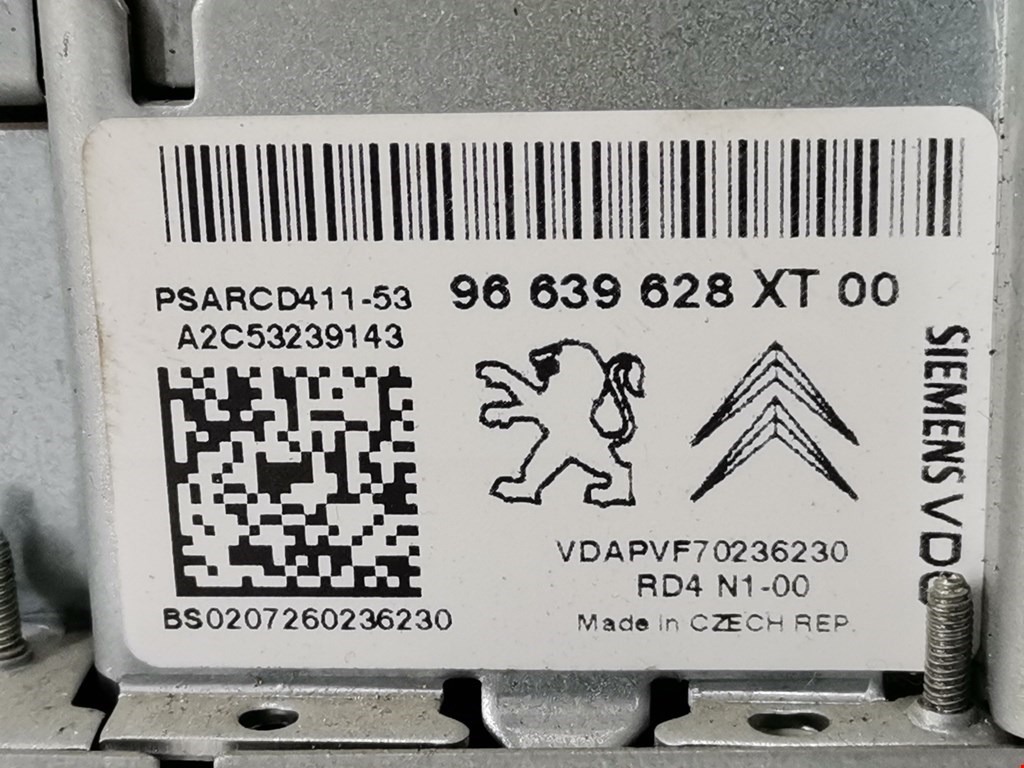 PSARCD411-53
96 639 628 XT 00
A2C53239143
SIEMENS VDO
VDAPVF70236230
RD4 N1-00
BS0207260236230
Made in CZECH REP.